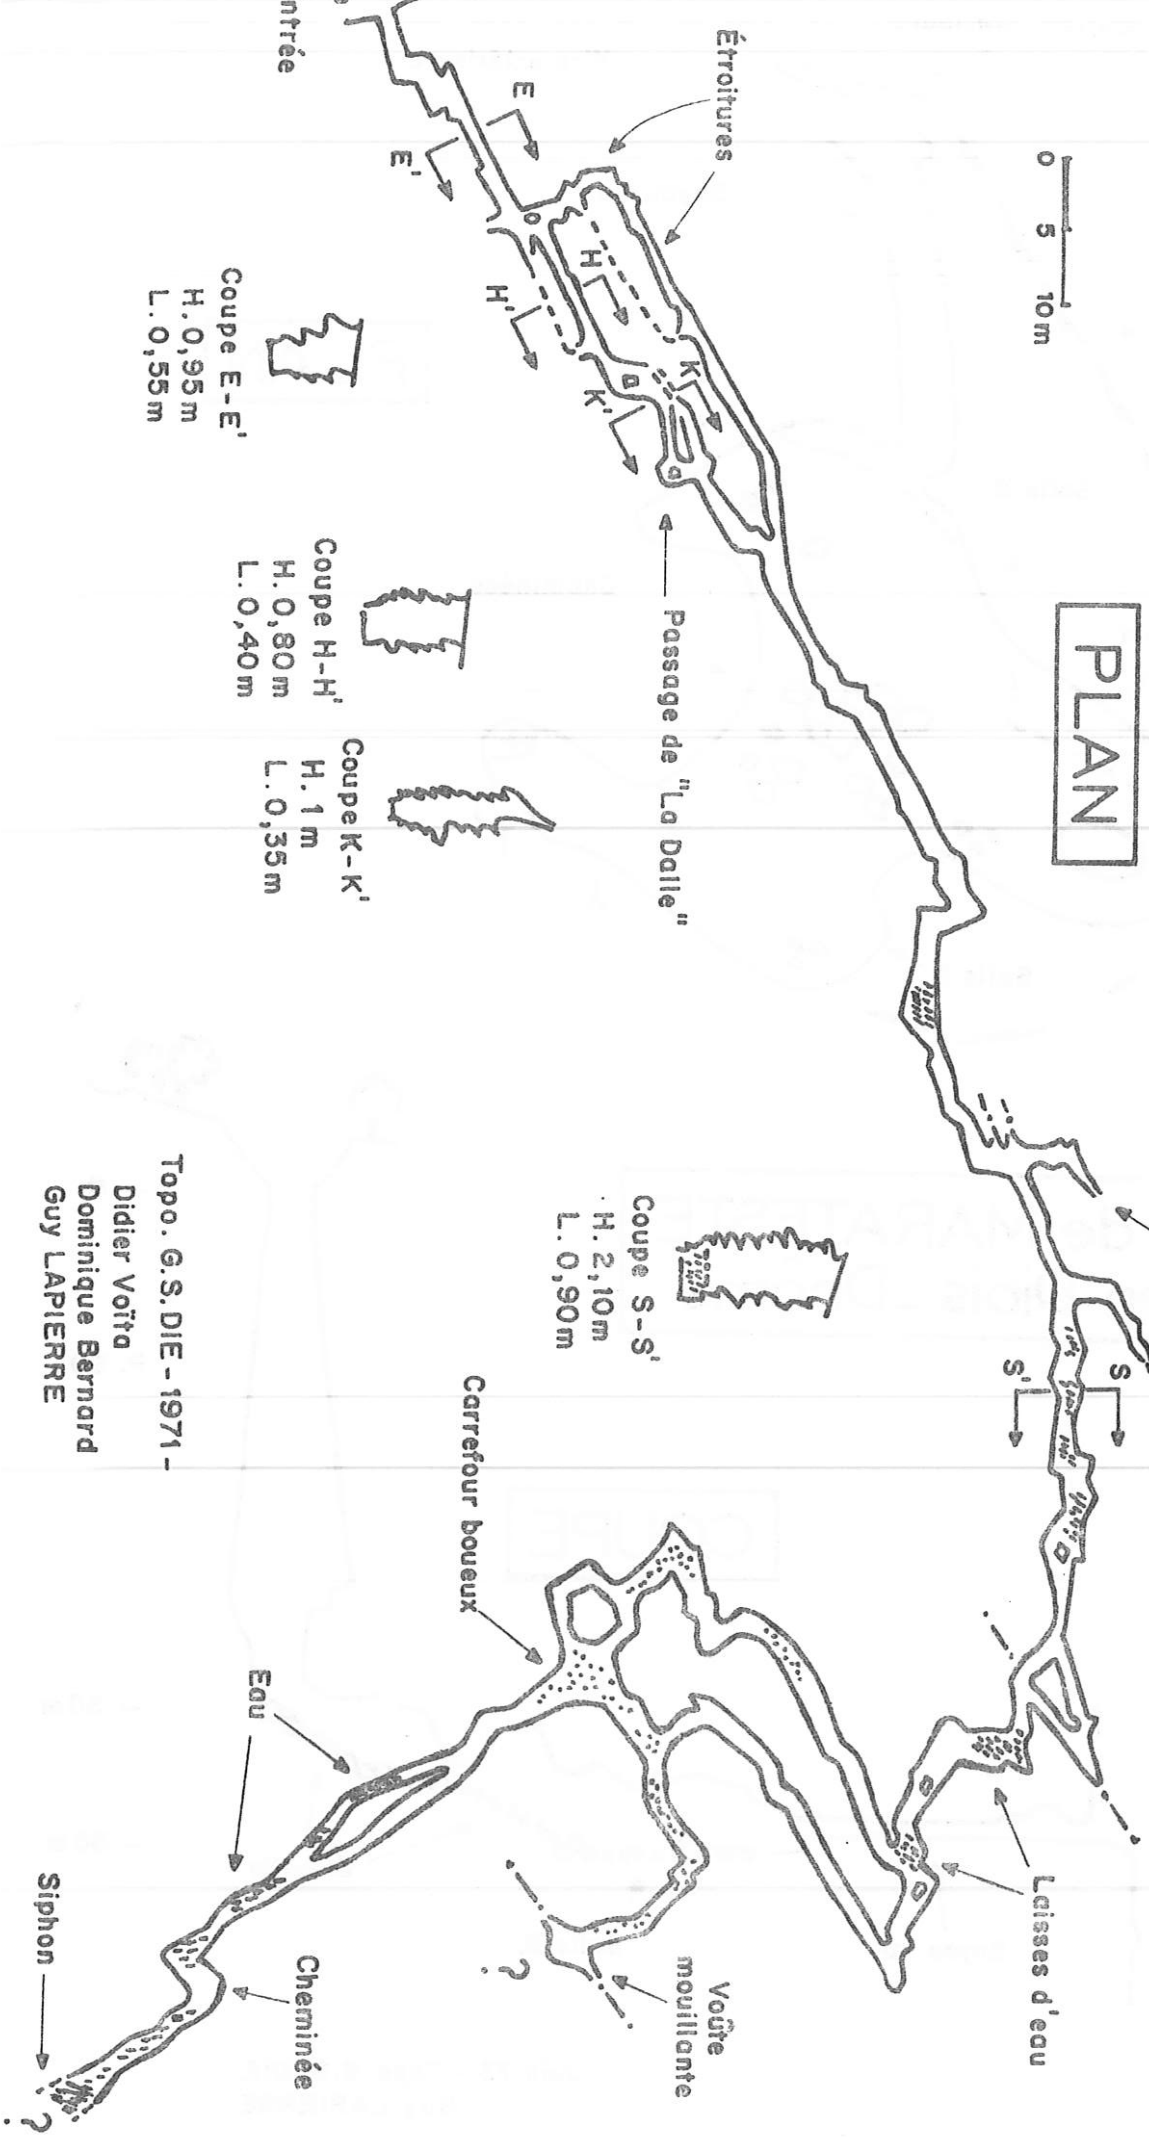 PLAN
0 5 10 m
Étroitures
ntrée
E
E'
H
H'
K
K'
Passage de "La Dalle"
Coupe E-E'
H. 0,95 m
L. 0,55 m
Coupe H-H'
H. 0,80 m
L. 0,40 m
Coupe K-K'
H. 1 m
L. 0,35 m
S
S'
Coupe S-S'
H. 2,10 m
L. 0,90 m
Laisses d'eau
Carrefour boueux
Voûte
mouillante
?
Eau
Cheminée
Siphon
?
Topo. G.S. DIE - 1971 -
Didier Voïta
Dominique Bernard
Guy LAPIERRE